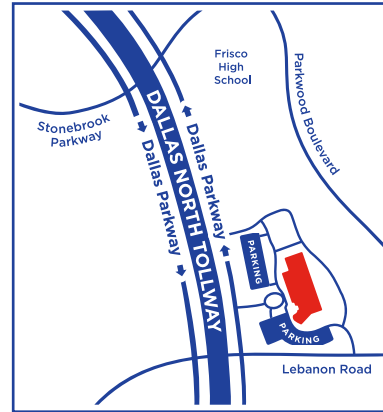 Frisco
High
School
Parkwood Boulevard
Stonebrook
Parkway
DALLAS NORTH TOLLWAY
Dallas Parkway
Dallas Parkway
PARKING
PARKING
Lebanon Road